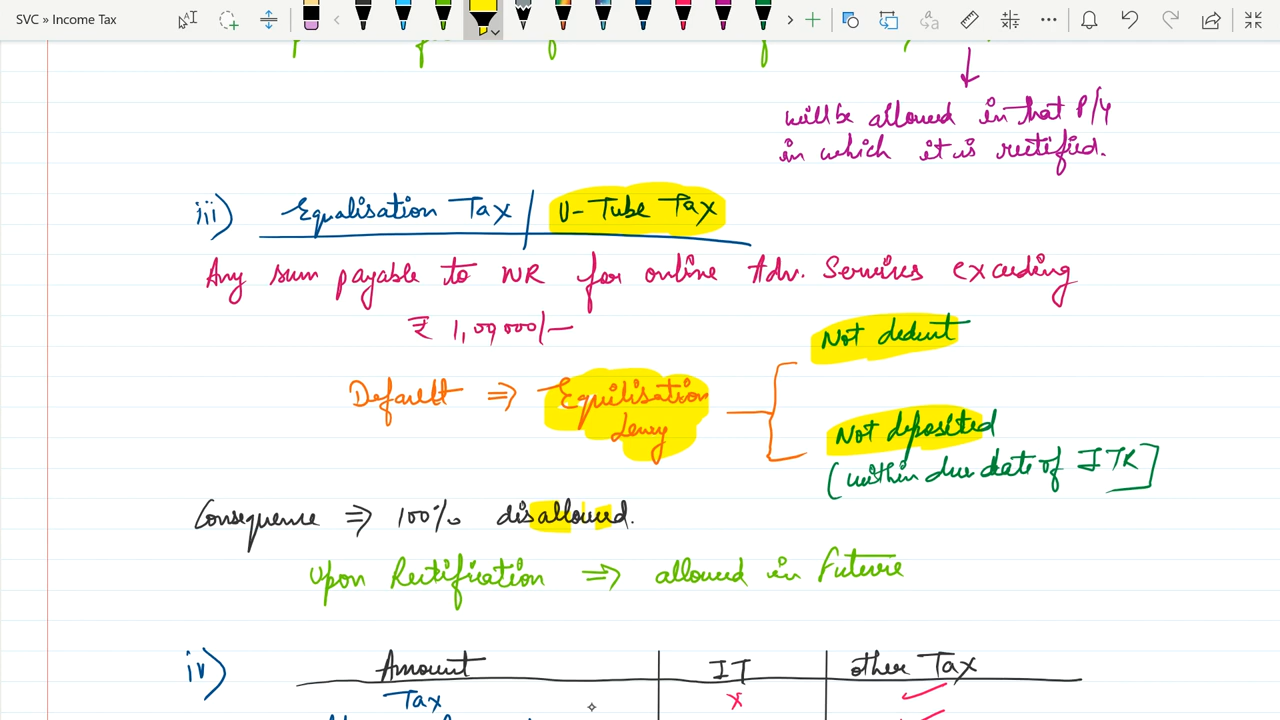 SVC » Income Tax
will be allowed in that P/Y
in which it is rectified.
iii) Equalisation Tax / U-Tube Tax
Any sum payable to NR for online Adv. Services exceeding
₹ 1,00,000/-
Not deduct
Default ⇒ Equilisation
Levy
Not deposited
(within due date of ITR)
Consequence ⇒ 100% disallowed.
Upon Rectification ⇒ allowed in Future
iv) Amount IT other Tax
Tax x ✓